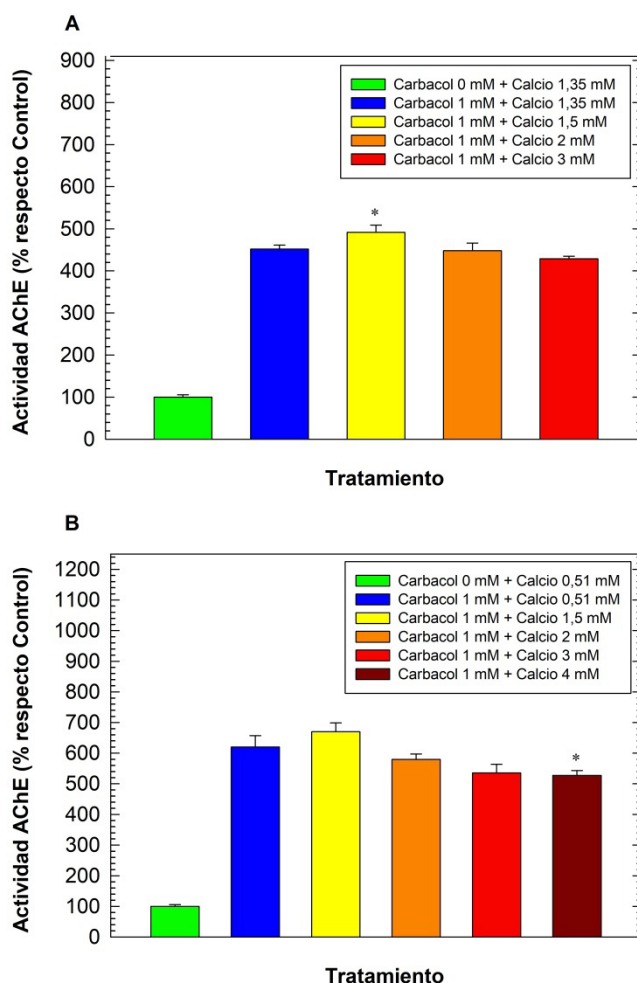 A
Actividad AChE (% respecto Control)
900
800
700
600
500
400
300
200
100
0
Carbacol 0 mM + Calcio 1,35 mM
Carbacol 1 mM + Calcio 1,35 mM
Carbacol 1 mM + Calcio 1,5 mM
Carbacol 1 mM + Calcio 2 mM
Carbacol 1 mM + Calcio 3 mM
*
Tratamiento
B
Actividad AChE (% respecto Control)
1200
1100
1000
900
800
700
600
500
400
300
200
100
0
Carbacol 0 mM + Calcio 0,51 mM
Carbacol 1 mM + Calcio 0,51 mM
Carbacol 1 mM + Calcio 1,5 mM
Carbacol 1 mM + Calcio 2 mM
Carbacol 1 mM + Calcio 3 mM
Carbacol 1 mM + Calcio 4 mM
*
Tratamiento